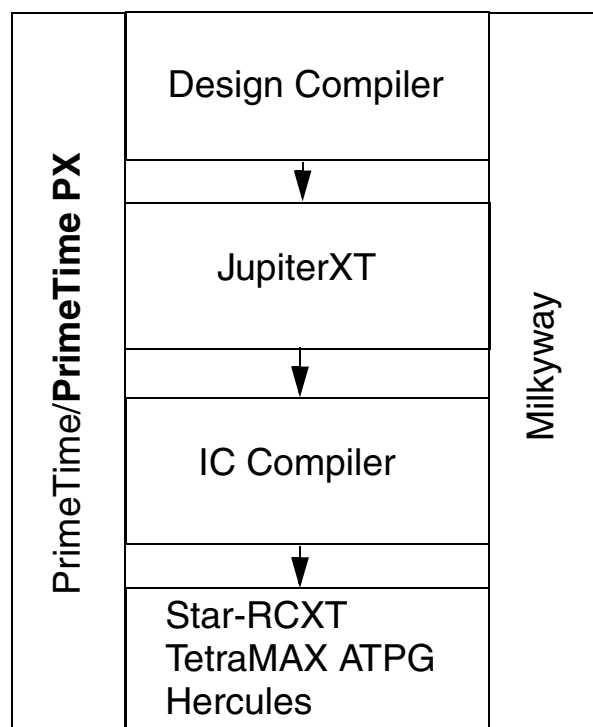 Design Compiler
PrimeTime/PrimeTime PX
JupiterXT
Milkyway
IC Compiler
Star-RCXT
TetraMAX ATPG
Hercules